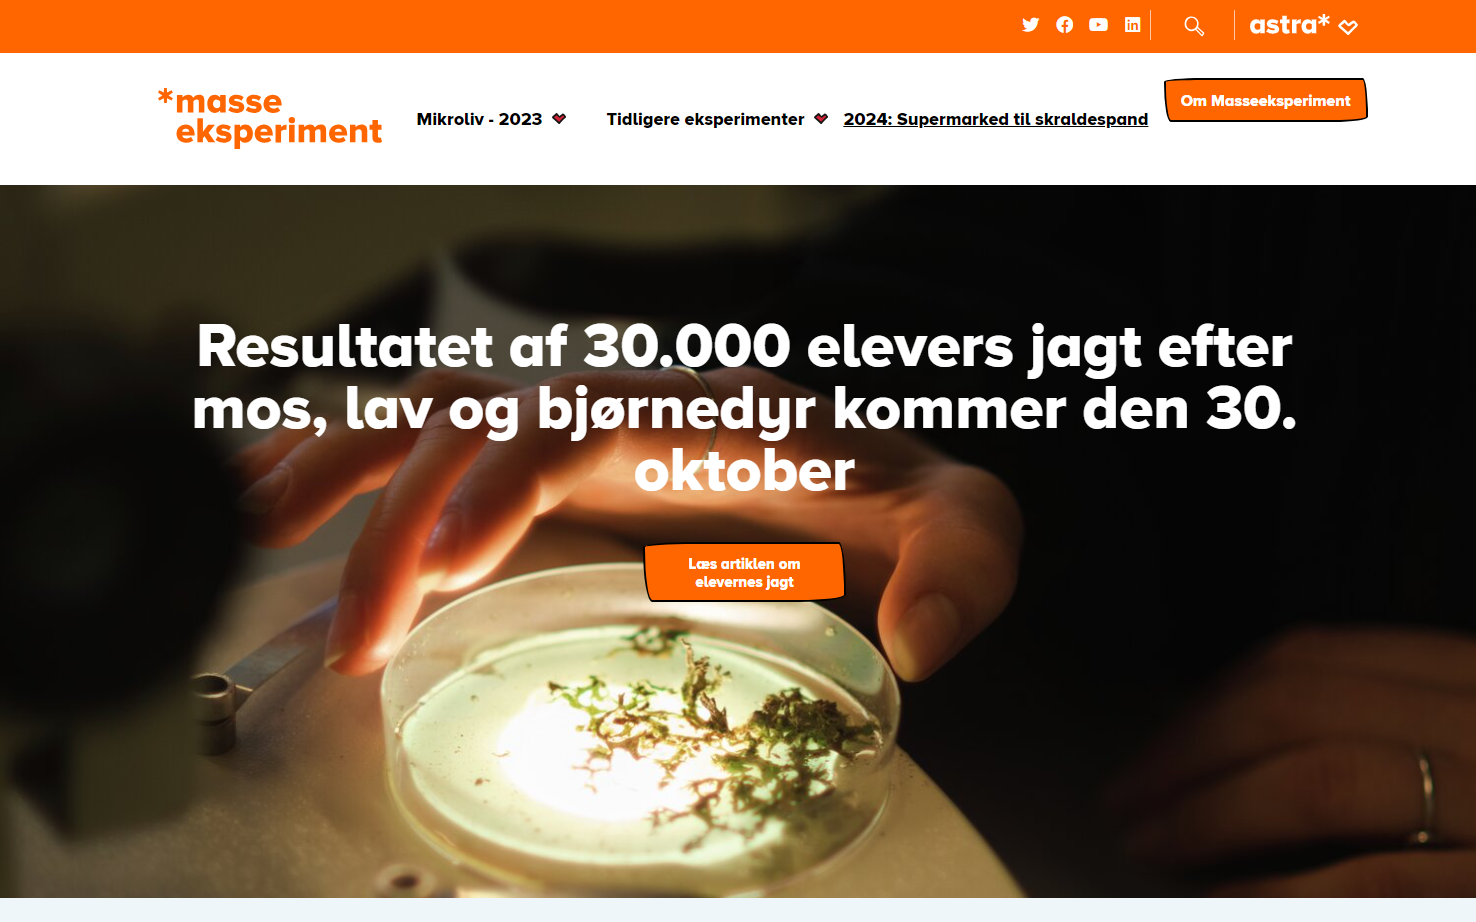 astra*
*masse
eksperiment
Mikroliv - 2023
Tidligere eksperimenter
2024: Supermarked til skraldespand
Om Masseeksperiment
Resultatet af 30.000 elevers jagt efter
mos, lav og bjørnedyr kommer den 30.
oktober
Læs artiklen om
elevernes jagt